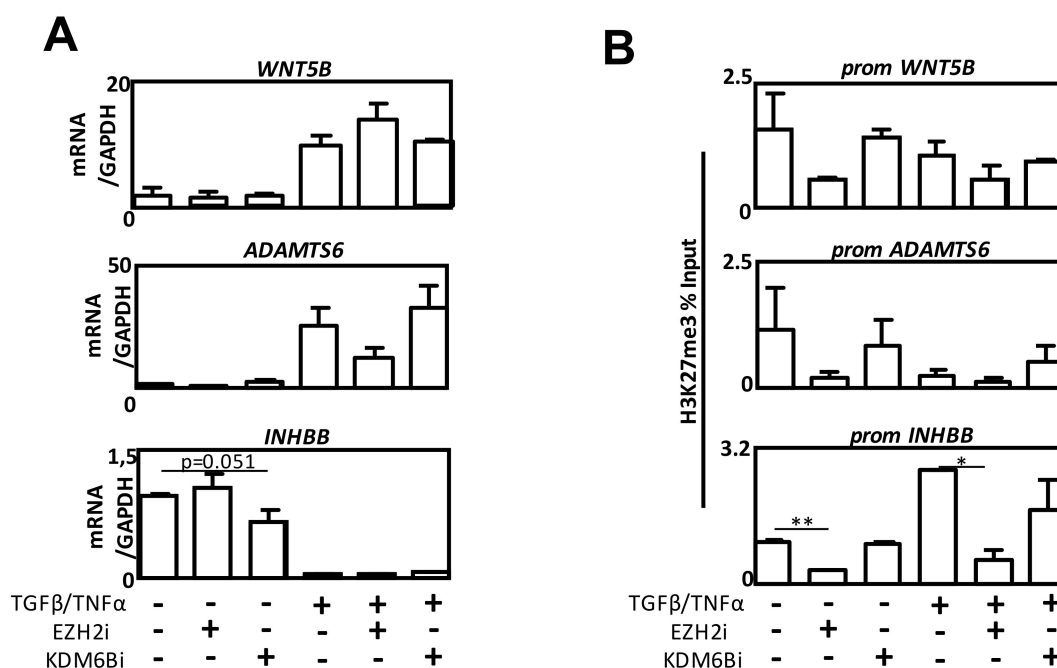 A
WNT5B
20
mRNA
/GAPDH
0
ADAMTS6
50
mRNA
/GAPDH
0
INHBB
1,5
p=0.051
mRNA
/GAPDH
0
TGFβ/TNFα - - - + + +
EZH2i - + - - + -
KDM6Bi - - + - - +
B
prom WNT5B
2.5
0
H3K27me3 % Input
prom ADAMTS6
2.5
0
prom INHBB
3.2
**
*
0
TGFβ/TNFα - - - + + +
EZH2i - + - - + -
KDM6Bi - - + - - +